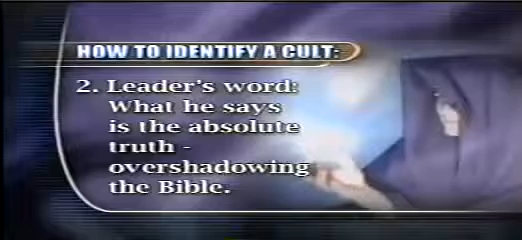 HOW TO IDENTIFY A CULT:
2. Leader's word:
What he says
is the absolute
truth -
overshadowing
the Bible.